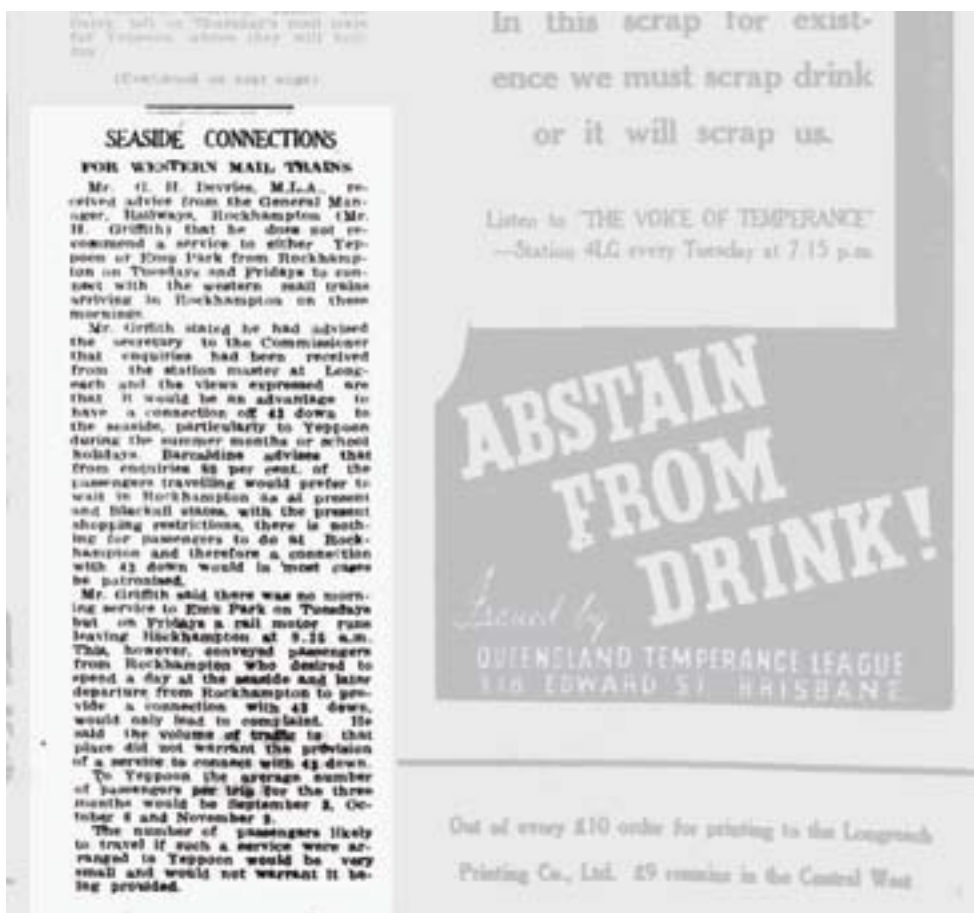 left on Thursday's mail train
for Yeppoon, where they will
(Continued on next page)
SEASIDE CONNECTIONS
FOR WESTERN MAIL TRAINS
Mr. G. H. Devries, M.L.A., re-
ceived advice from the General Man-
ager, Railways, Rockhampton (Mr.
H. Griffith) that he does not re-
commend a service to either Yep-
poon or Emu Park from Rockhamp-
ton on Tuesdays and Fridays to con-
nect with the western mail trains
arriving in Rockhampton on those
mornings.
Mr. Griffith stated he had advised
the secretary to the Commissioner
that enquiries had been received
from the station master at Long-
reach and the views expressed are
that it would be an advantage to
have a connection off 43 down to
the seaside, particularly to Yeppoon
during the summer months or school
holidays. Barcaldine advises that
from enquiries per cent. of the
passengers travelling would prefer to
wait in Rockhampton as at present
and Blackall states, with the present
shopping restrictions, there is noth-
ing for passengers to do at Rock-
hampton and therefore a connection
with 43 down would in most cases
be patronised.
Mr. Griffith said there was no morn-
ing service to Emu Park on Tuesdays
but on Fridays a rail motor runs
leaving Rockhampton at a.m.
This, however, conveyed passengers
from Rockhampton who desired to
spend a day at the seaside and later
departure from Rockhampton to pro-
vide a connection with 43 down,
would only lead to complaint. He
said the volume of traffic to that
place did not warrant the provision
of a service to connect with 43 down.
To Yeppoon the average number
of passengers per trip for the three
months would be September Oc-
tober and November
The number of passengers likely
to travel if such a service were ar-
ranged to Yeppoon would be very
small and would not warrant it be-
ing provided.
In this scrap for exist-
ence we must scrap drink
or it will scrap us.
Listen to "THE VOICE OF TEMPERANCE"
—Station 4LG every Tuesday at 7.15 p.m.
ABSTAIN
FROM
DRINK!
Issued by
QUEENSLAND TEMPERANCE LEAGUE
EDWARD ST BRISBANE
Out of every £10 order for printing to the Longreach
Printing Co., Ltd. £9 remains in the Central West